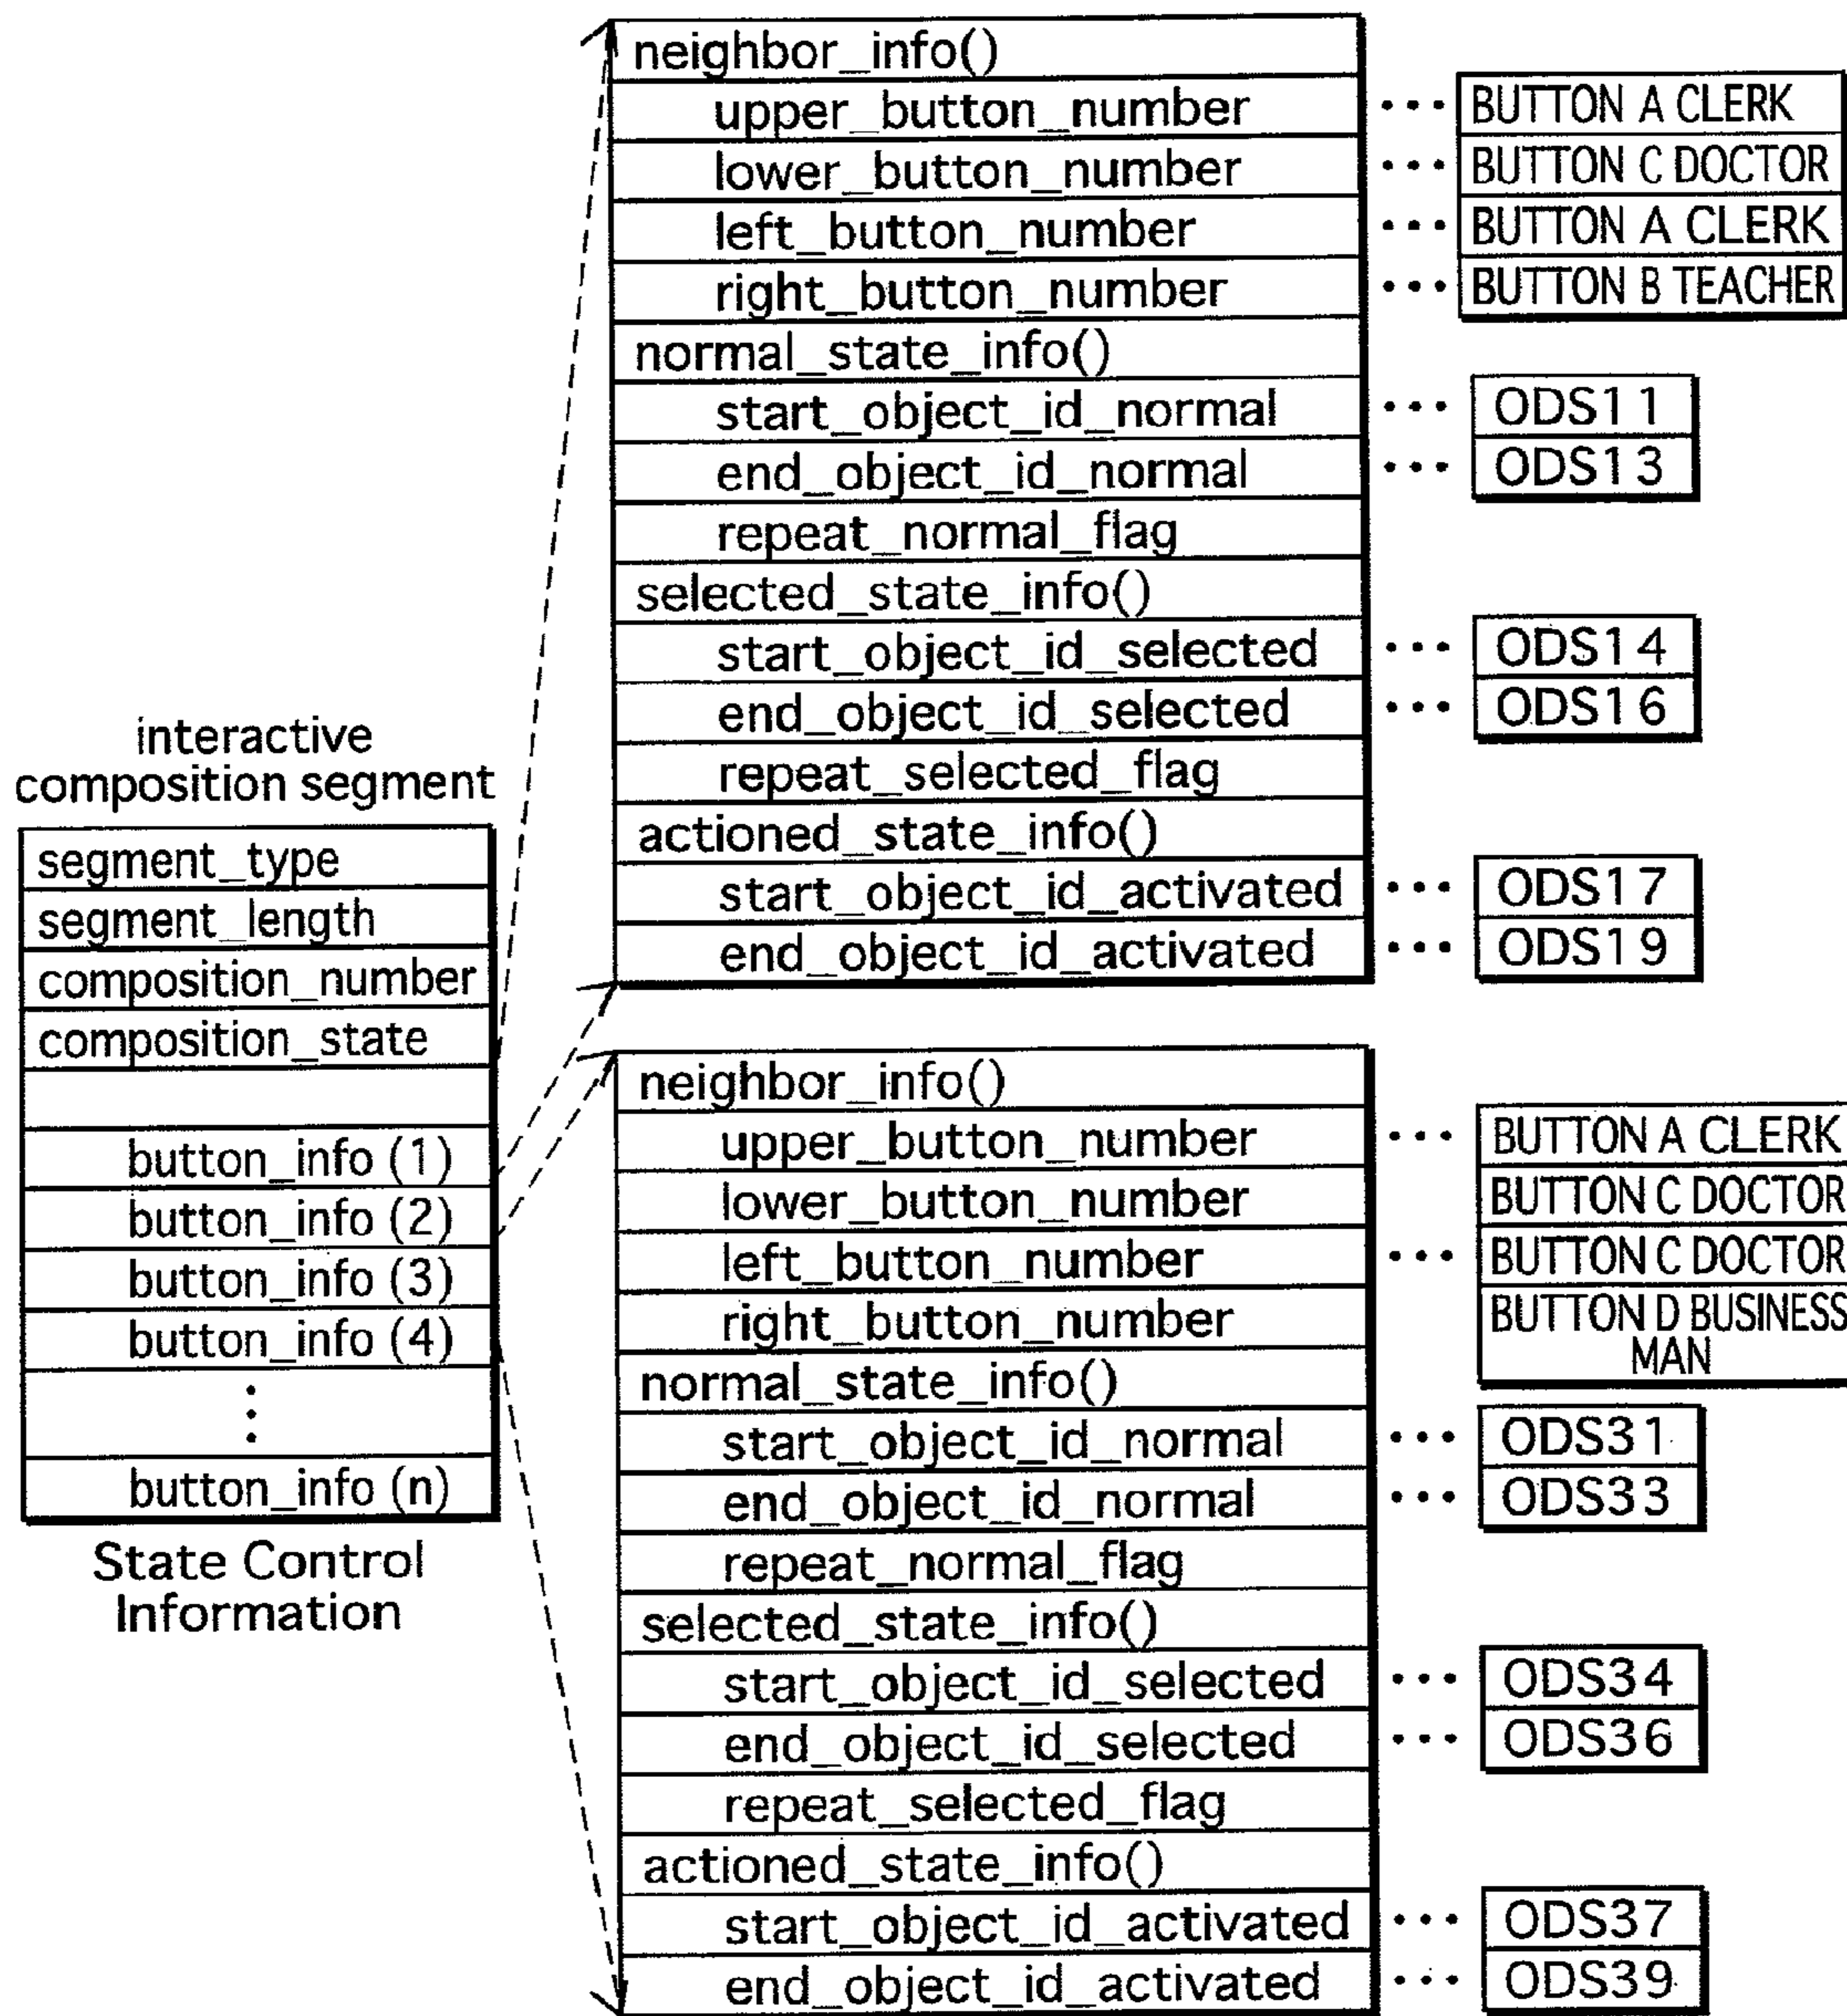 interactive
composition segment
segment_type
segment_length
composition_number
composition_state
button_info (1)
button_info (2)
button_info (3)
button_info (4)
button_info (n)
State Control
Information
neighbor_info()
upper_button_number ... BUTTON A CLERK
lower_button_number ... BUTTON C DOCTOR
left_button_number ... BUTTON A CLERK
right_button_number ... BUTTON B TEACHER
normal_state_info()
start_object_id_normal ... ODS11
end_object_id_normal ... ODS13
repeat_normal_flag
selected_state_info()
start_object_id_selected ... ODS14
end_object_id_selected ... ODS16
repeat_selected_flag
actioned_state_info()
start_object_id_activated ... ODS17
end_object_id_activated ... ODS19
neighbor_info()
upper_button_number ... BUTTON A CLERK
lower_button_number BUTTON C DOCTOR
left_button_number ... BUTTON C DOCTOR
right_button_number BUTTON D BUSINESS
MAN
normal_state_info()
start_object_id_normal ... ODS31
end_object_id_normal ... ODS33
repeat_normal_flag
selected_state_info()
start_object_id_selected ... ODS34
end_object_id_selected ... ODS36
repeat_selected_flag
actioned_state_info()
start_object_id_activated ... ODS37
end_object_id_activated ... ODS39